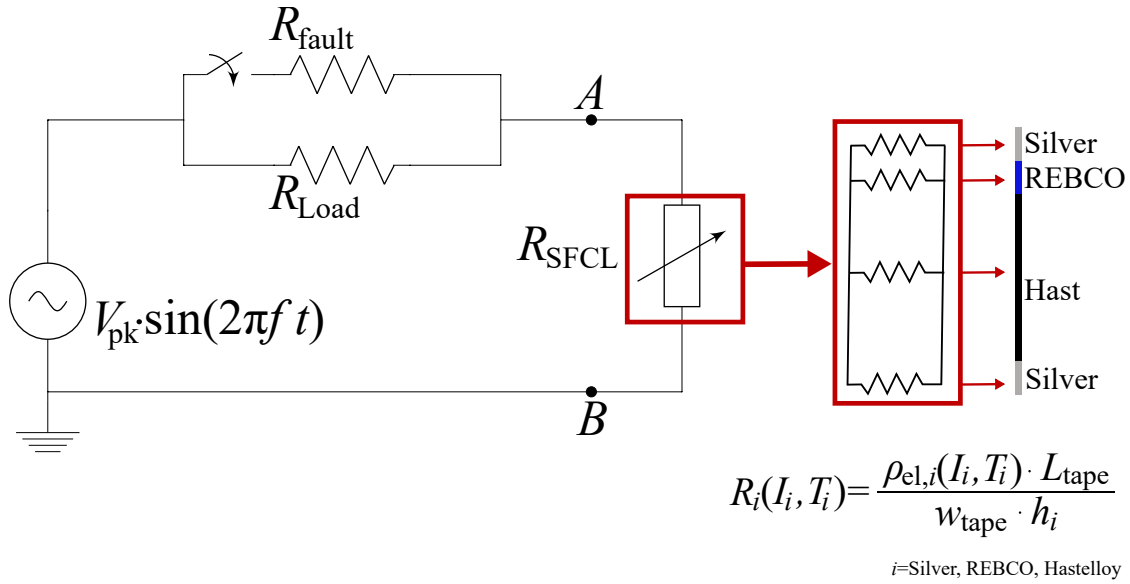 R_fault
A
Silver
REBCO
R_Load
R_SFCL
Hast
V_pk·sin(2πf t)
Silver
B
R_i(I_i,T_i)= ρ_el,i(I_i,T_i) · L_tape / w_tape · h_i
i=Silver, REBCO, Hastelloy